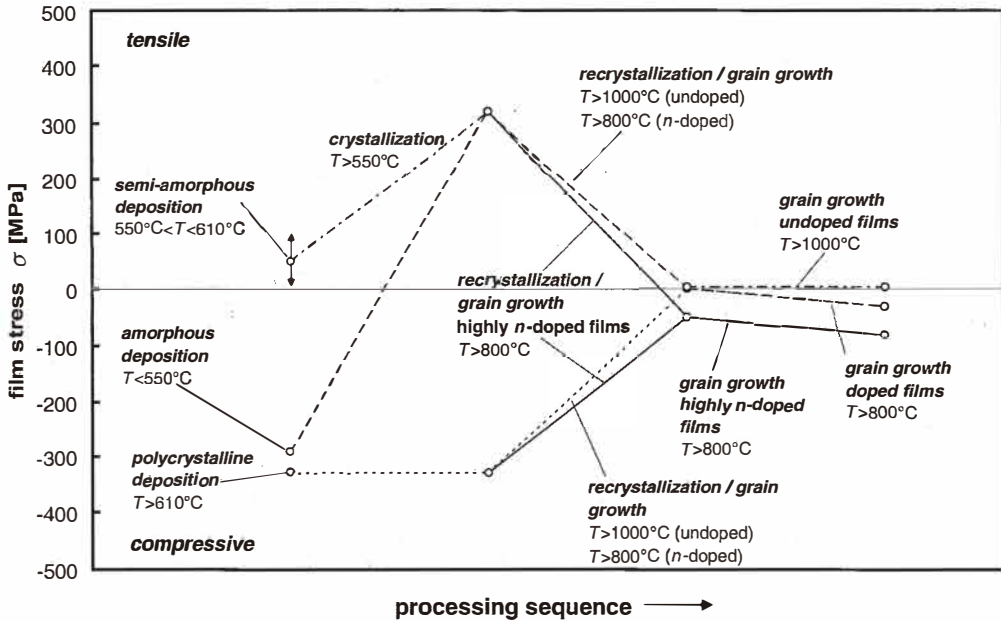 500
400
300
200
100
0
-100
-200
-300
-400
-500
film stress σ [MPa]
tensile
semi-amorphous
deposition
550°C<T<610°C
crystallization
T>550°C
recrystallization / grain growth
T>1000°C (undoped)
T>800°C (n-doped)
grain growth
undoped films
T>1000°C
amorphous
deposition
T<550°C
recrystallization /
grain growth
highly n-doped films
T>800°C
grain growth
highly n-doped
films
T>800°C
grain growth
doped films
T>800°C
polycrystalline
deposition
T>610°C
recrystallization / grain
growth
T>1000°C (undoped)
T>800°C (n-doped)
compressive
processing sequence